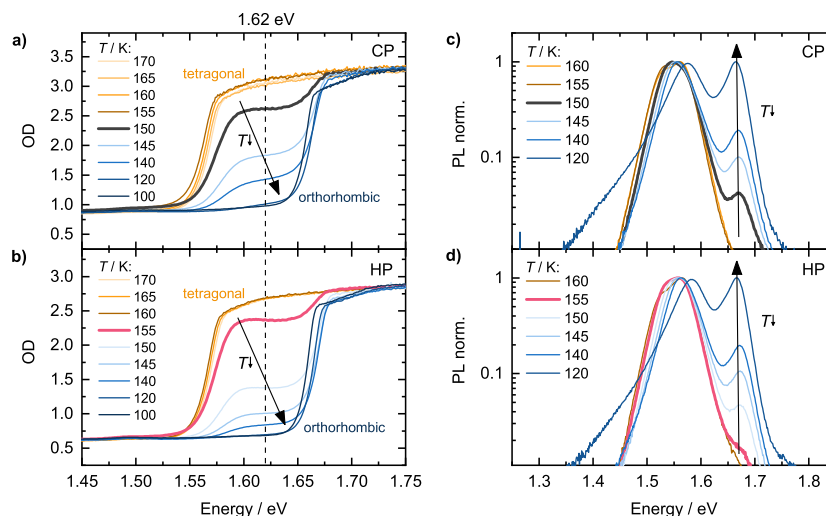 1.62 eV
a)
T / K:
170
165
160
155
150
145
140
120
100
tetragonal
CP
T↓
orthorhombic
OD
3.5
3.0
2.5
2.0
1.5
1.0
0.5
b)
T / K:
170
165
160
155
150
145
140
120
100
tetragonal
HP
T↓
orthorhombic
OD
3.0
2.5
2.0
1.5
1.0
0.5
1.45 1.50 1.55 1.60 1.65 1.70 1.75
Energy / eV
c)
T / K:
160
155
150
145
140
120
CP
T↓
PL norm.
1
0.1
d)
T / K:
160
155
150
145
140
120
HP
T↓
PL norm.
1
0.1
1.3 1.4 1.5 1.6 1.7 1.8
Energy / eV